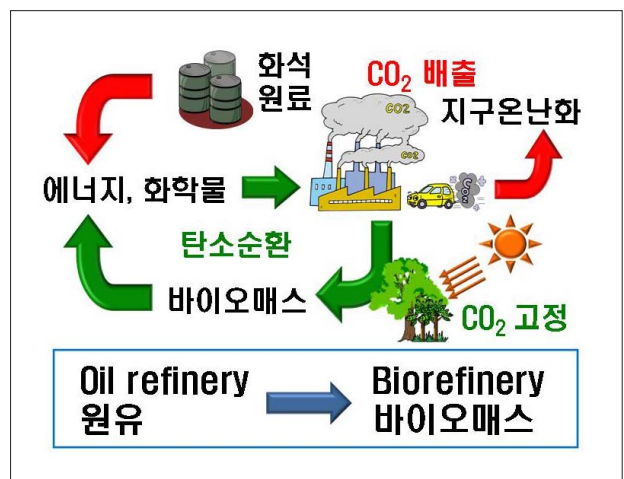 화석
원료
CO₂ 배출
지구온난화
CO2
CO2
CO2
에너지, 화학물
탄소순환
바이오매스
CO₂ 고정
Oil refinery
원유
Biorefinery
바이오매스